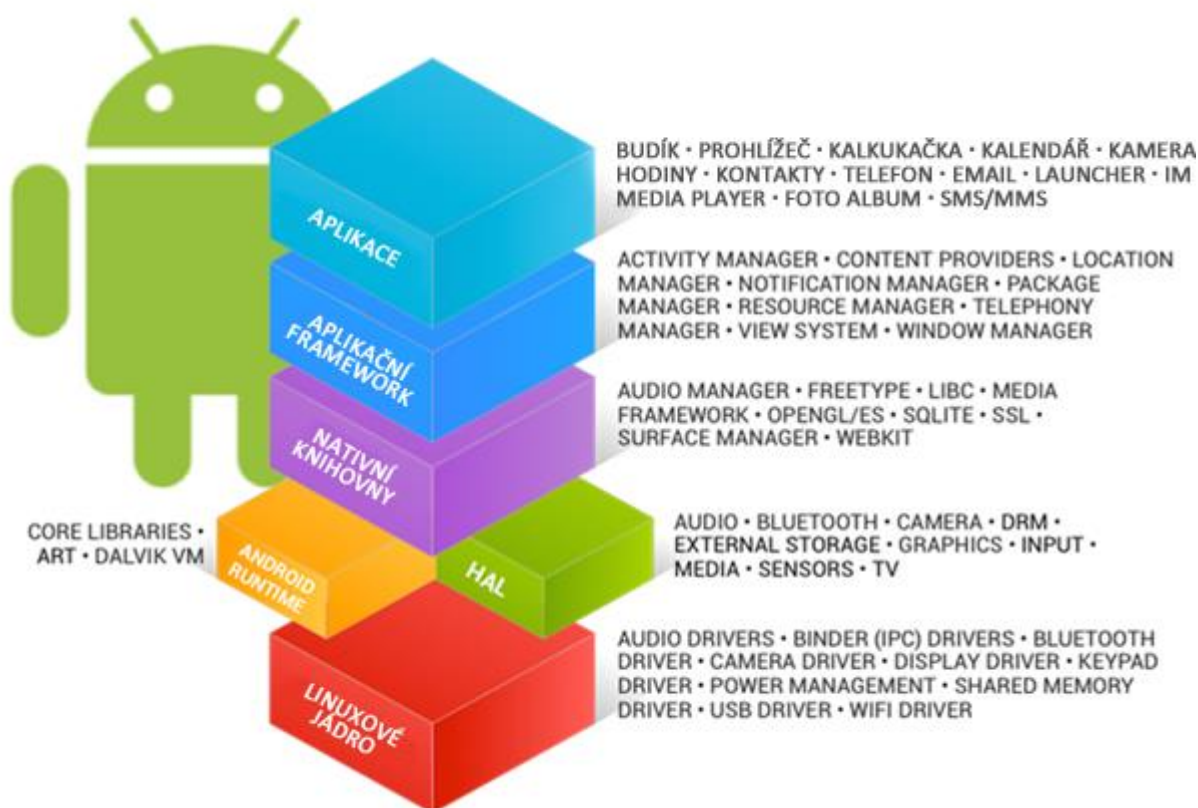 BUDÍK • PROHLÍŽEČ • KALKUKAČKA • KALENDÁŘ • KAMERA
HODINY • KONTAKTY • TELEFON • EMAIL • LAUNCHER • IM
MEDIA PLAYER • FOTO ALBUM • SMS/MMS
APLIKACE
ACTIVITY MANAGER • CONTENT PROVIDERS • LOCATION
MANAGER • NOTIFICATION MANAGER • PACKAGE
MANAGER • RESOURCE MANAGER • TELEPHONY
MANAGER • VIEW SYSTEM • WINDOW MANAGER
APLIKAČNÍ
FRAMEWORK
AUDIO MANAGER • FREETYPE • LIBC • MEDIA
FRAMEWORK • OPENGL/ES • SQLITE • SSL •
SURFACE MANAGER • WEBKIT
NATIVNÍ
KNIHOVNY
CORE LIBRARIES •
ART • DALVIK VM
ANDROID
RUNTIME
HAL
AUDIO • BLUETOOTH • CAMERA • DRM •
EXTERNAL STORAGE • GRAPHICS • INPUT •
MEDIA • SENSORS • TV
AUDIO DRIVERS • BINDER (IPC) DRIVERS • BLUETOOTH
DRIVER • CAMERA DRIVER • DISPLAY DRIVER • KEYPAD
DRIVER • POWER MANAGEMENT • SHARED MEMORY
DRIVER • USB DRIVER • WIFI DRIVER
LINUXOVÉ
JÁDRO